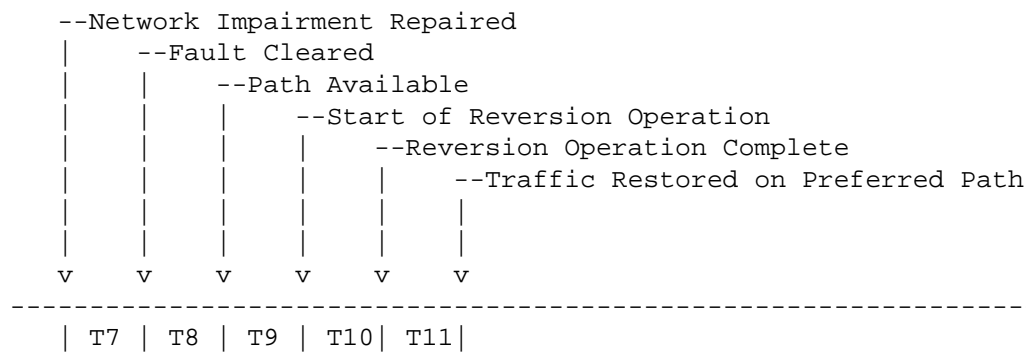 --Network Impairment Repaired
|    --Fault Cleared
|    |    --Path Available
|    |    |    --Start of Reversion Operation
|    |    |    |    --Reversion Operation Complete
|    |    |    |    |    --Traffic Restored on Preferred Path
|    |    |    |    |    |
|    |    |    |    |    |
v    v    v    v    v    v
-----------------------------------------------------------------
| T7 | T8 | T9 | T10| T11|